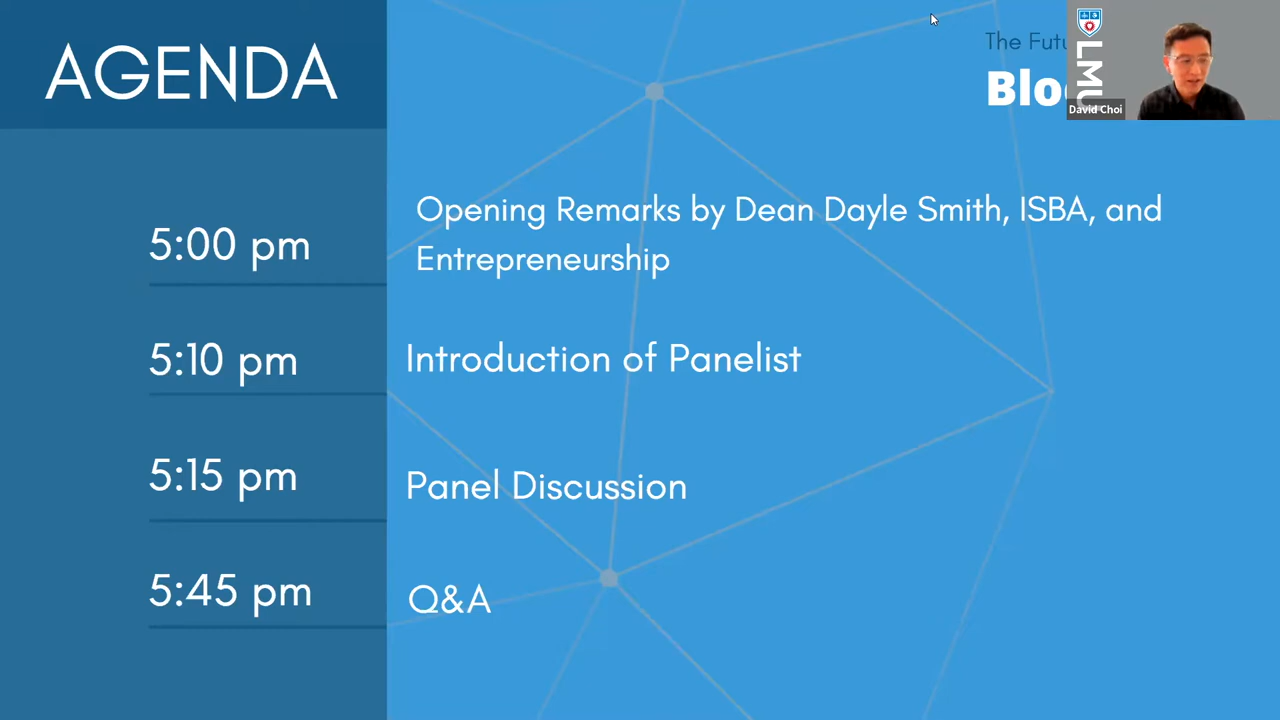 AGENDA
The Futu
Blo
LMU
David Choi
5:00 pm
Opening Remarks by Dean Dayle Smith, ISBA, and
Entrepreneurship
5:10 pm
Introduction of Panelist
5:15 pm
Panel Discussion
5:45 pm
Q&A